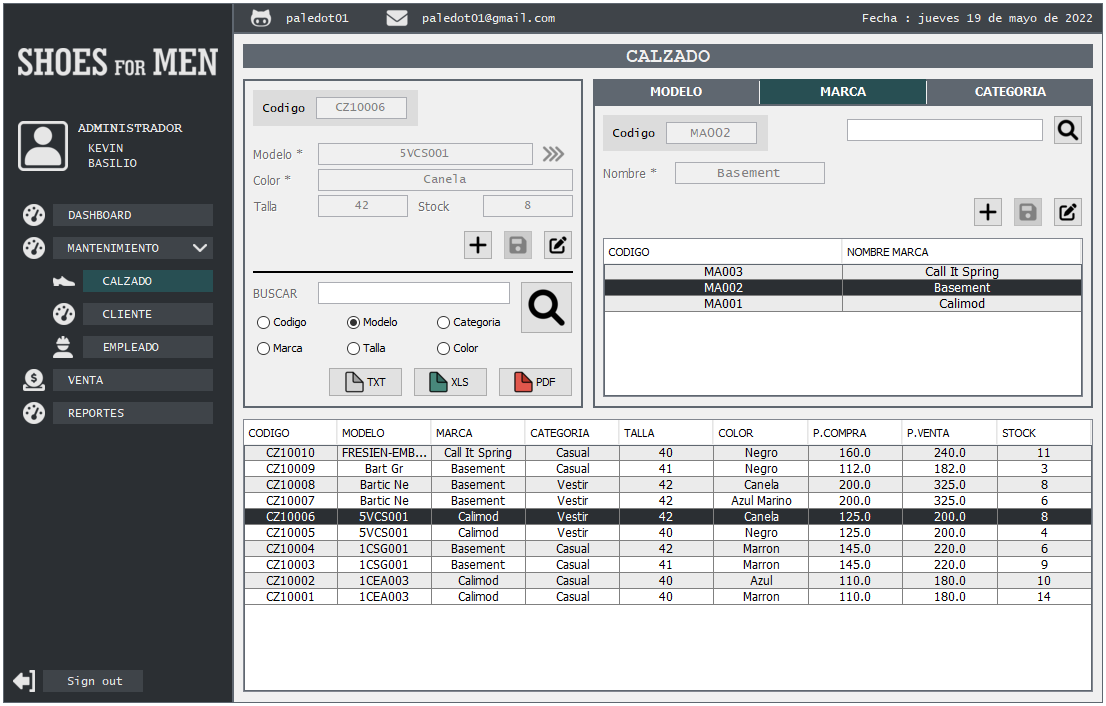 paledot01 paledot01@gmail.com Fecha : jueves 19 de mayo de 2022
SHOES FOR MEN
ADMINISTRADOR
KEVIN
BASILIO
DASHBOARD
MANTENIMIENTO
CALZADO
CLIENTE
EMPLEADO
VENTA
REPORTES
Sign out
CALZADO
Codigo CZ10006
Modelo * 5VCS001
Color * Canela
Talla 42 Stock 8
BUSCAR
Codigo Modelo Categoria
Marca Talla Color
TXT XLS PDF
MODELO MARCA CATEGORIA
Codigo MA002
Nombre * Basement
CODIGO NOMBRE MARCA
MA003 Call It Spring
MA002 Basement
MA001 Calimod
CODIGO MODELO MARCA CATEGORIA TALLA COLOR P.COMPRA P.VENTA STOCK
CZ10010 FRESIEN-EMB... Call It Spring Casual 40 Negro 160.0 240.0 11
CZ10009 Bart Gr Basement Casual 41 Negro 112.0 182.0 3
CZ10008 Bartic Ne Basement Vestir 42 Canela 200.0 325.0 8
CZ10007 Bartic Ne Basement Vestir 42 Azul Marino 200.0 325.0 6
CZ10006 5VCS001 Calimod Vestir 42 Canela 125.0 200.0 8
CZ10005 5VCS001 Calimod Vestir 40 Negro 125.0 200.0 4
CZ10004 1CSG001 Basement Casual 42 Marron 145.0 220.0 6
CZ10003 1CSG001 Basement Casual 41 Marron 145.0 220.0 9
CZ10002 1CEA003 Calimod Casual 40 Azul 110.0 180.0 10
CZ10001 1CEA003 Calimod Casual 40 Marron 110.0 180.0 14